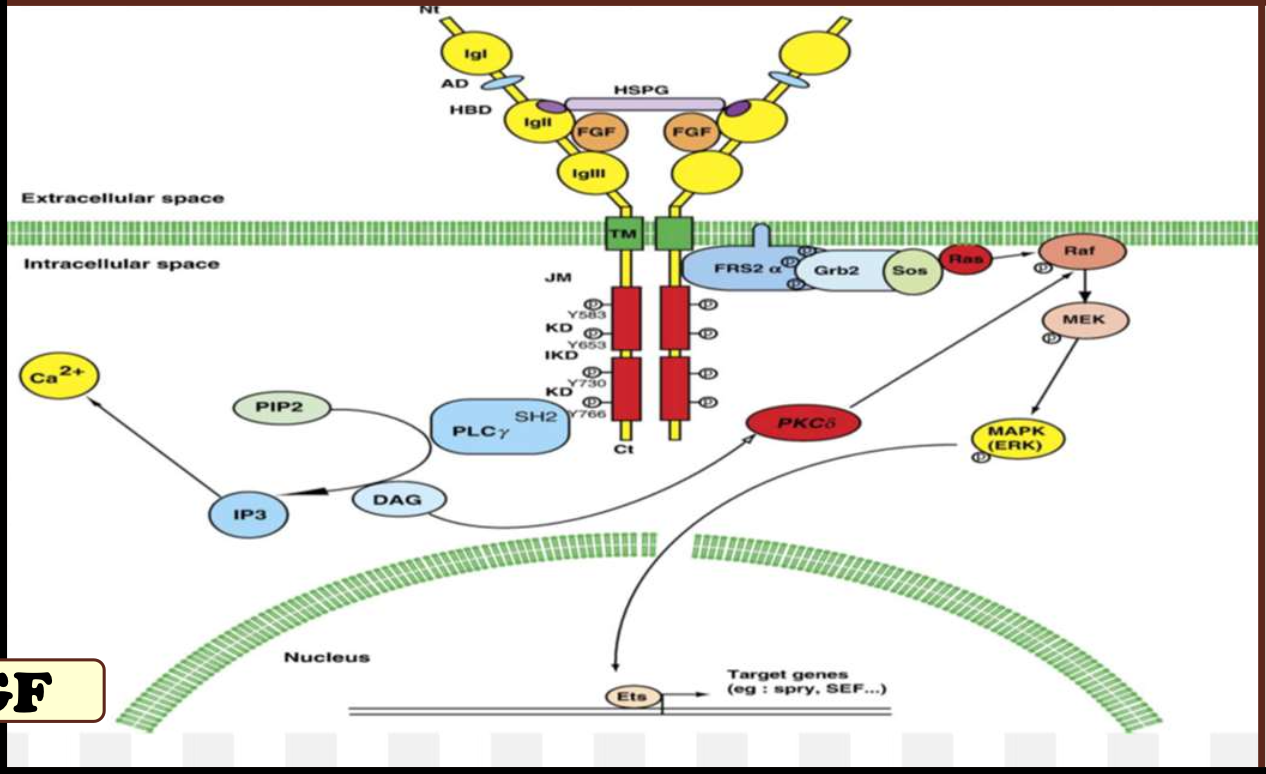 Nt
IgI
AD
HSPG
HBD
IgII
FGF
FGF
IgIII
Extracellular space
TM
Intracellular space
JM
FRS2 α
P
P
P
Grb2
Sos
Ras
Raf
P
MEK
P
MAPK
(ERK)
P
P
Y583
P
KD
P
Y653
P
IKD
P
Y730
P
KD
P
Y766
P
Ct
Ca2+
PIP2
PLCγ
SH2
PKCδ
IP3
DAG
Nucleus
Ets
Target genes
(eg : spry, SEF...)
GF